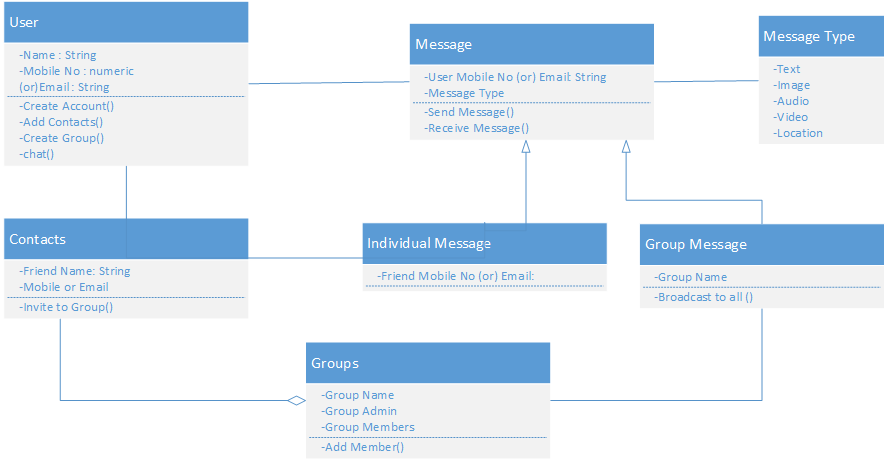 User
-Name : String
-Mobile No : numeric
(or)Email : String
-Create Account()
-Add Contacts()
-Create Group()
-chat()
Message
-User Mobile No (or) Email: String
-Message Type
-Send Message()
-Receive Message()
Message Type
-Text
-Image
-Audio
-Video
-Location
Contacts
-Friend Name: String
-Mobile or Email
-Invite to Group()
Individual Message
-Friend Mobile No (or) Email:
Group Message
-Group Name
-Broadcast to all ()
Groups
-Group Name
-Group Admin
-Group Members
-Add Member()